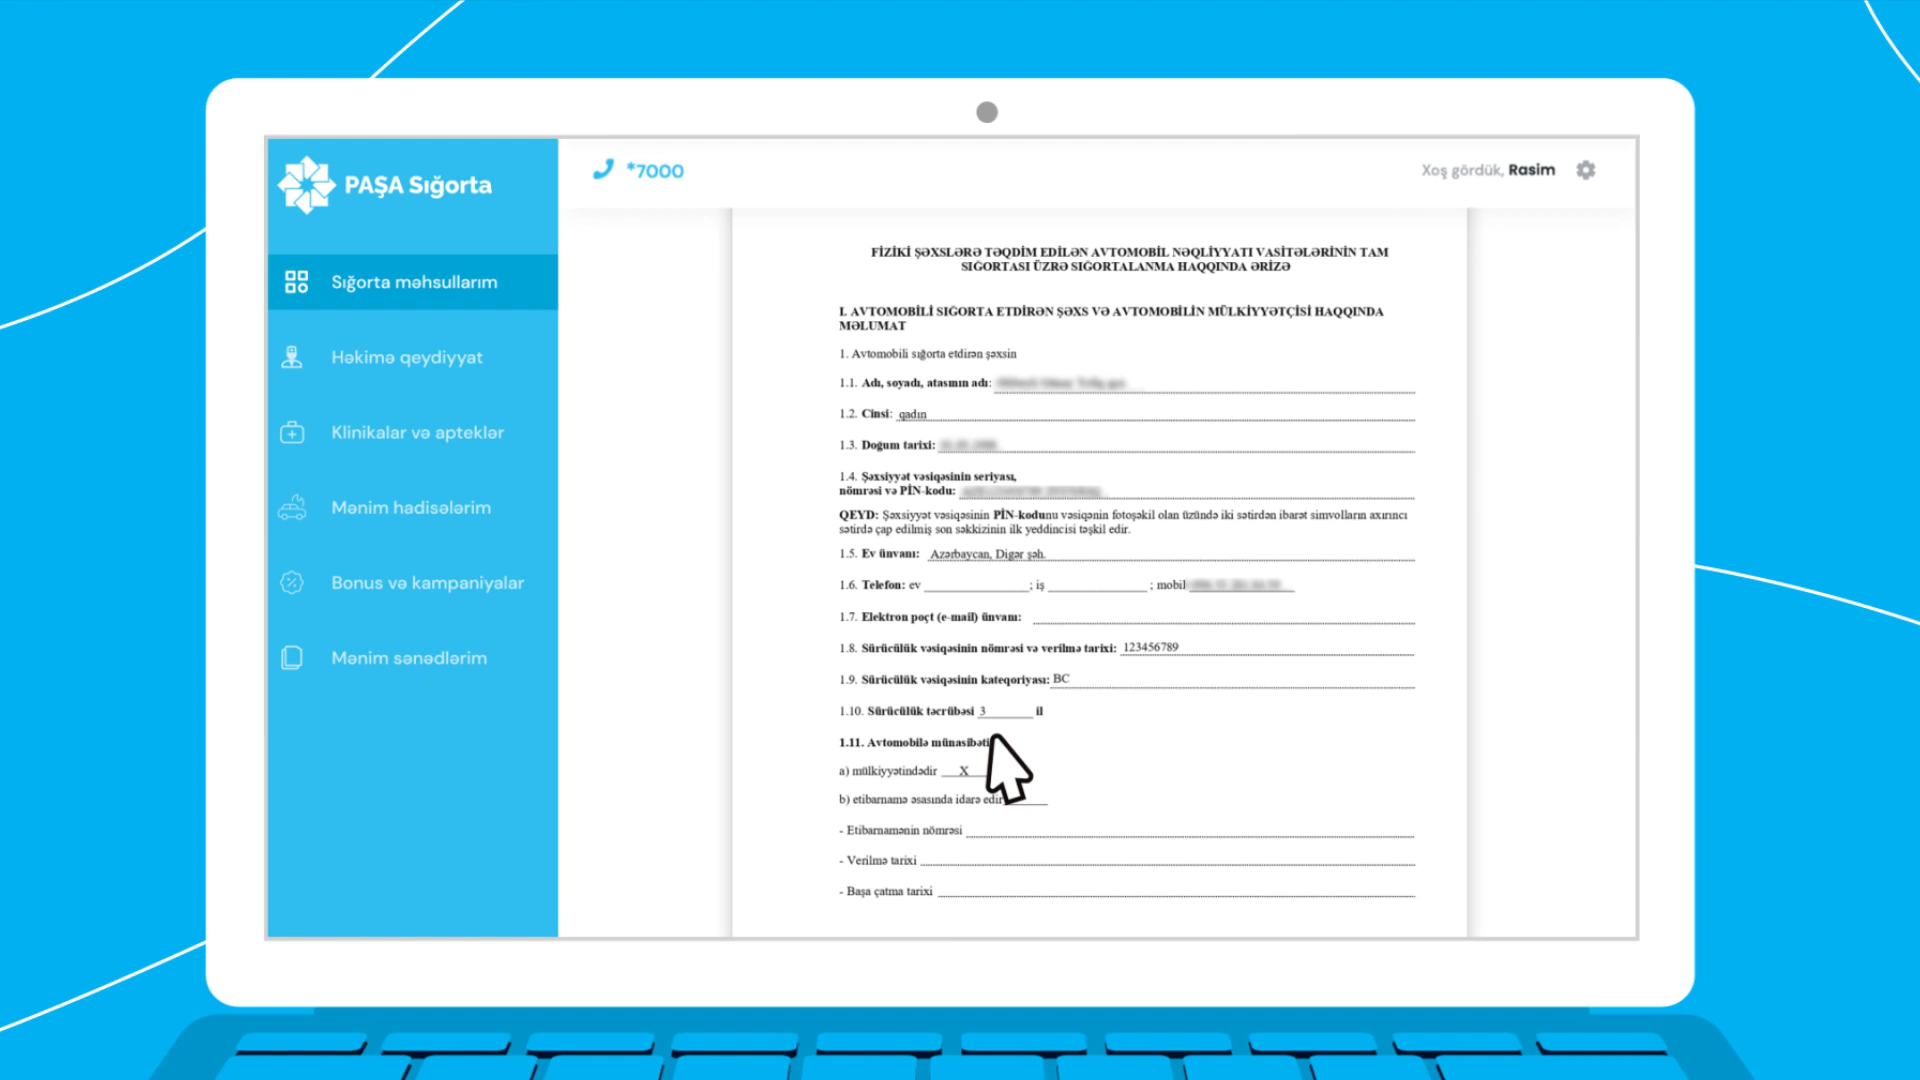 PAŞA Sığorta
*7000
Xoş gördük, Rasim
Sığorta məhsullarım
Həkimə qeydiyyat
Klinikalar və apteklər
Mənim hadisələrim
Bonus və kampaniyalar
Mənim sənədlərim
FİZİKİ ŞƏXSLƏRƏ TƏQDİM EDİLƏN AVTOMOBİL NƏQLİYYATI VASİTƏLƏRİNİN TAM
SIĞORTASI ÜZRƏ SIĞORTALANMA HAQQINDA ƏRİZƏ
I. AVTOMOBİLİ SIĞORTA ETDİRƏN ŞƏXS VƏ AVTOMOBİLİN MÜLKİYYƏTÇİSİ HAQQINDA
MƏLUMAT
1. Avtomobili sığorta etdirən şəxsin
1.1. Adı, soyadı, atasının adı:
1.2. Cinsi: qadın
1.3. Doğum tarixi:
1.4. Şəxsiyyət vəsiqəsinin seriyası,
nömrəsi və PİN-kodu:
QEYD: Şəxsiyyət vəsiqəsinin PİN-kodunu vəsiqənin fotoşəkil olan üzündə iki sətirdən ibarət simvolların axırıncı
sətirdə çap edilmiş son səkkizinin ilk yeddincisi təşkil edir.
1.5. Ev ünvanı: Azərbaycan, Digər şəh.
1.6. Telefon: ev ; iş ; mobil
1.7. Elektron poçt (e-mail) ünvanı:
1.8. Sürücülük vəsiqəsinin nömrəsi və verilmə tarixi: 123456789
1.9. Sürücülük vəsiqəsinin kateqoriyası: BC
1.10. Sürücülük təcrübəsi 3 il
1.11. Avtomobilə münasibəti
a) mülkiyyətindədir X
b) etibarnamə əsasında idarə edir
- Etibarnamənin nömrəsi
- Verilmə tarixi
- Başa çatma tarixi